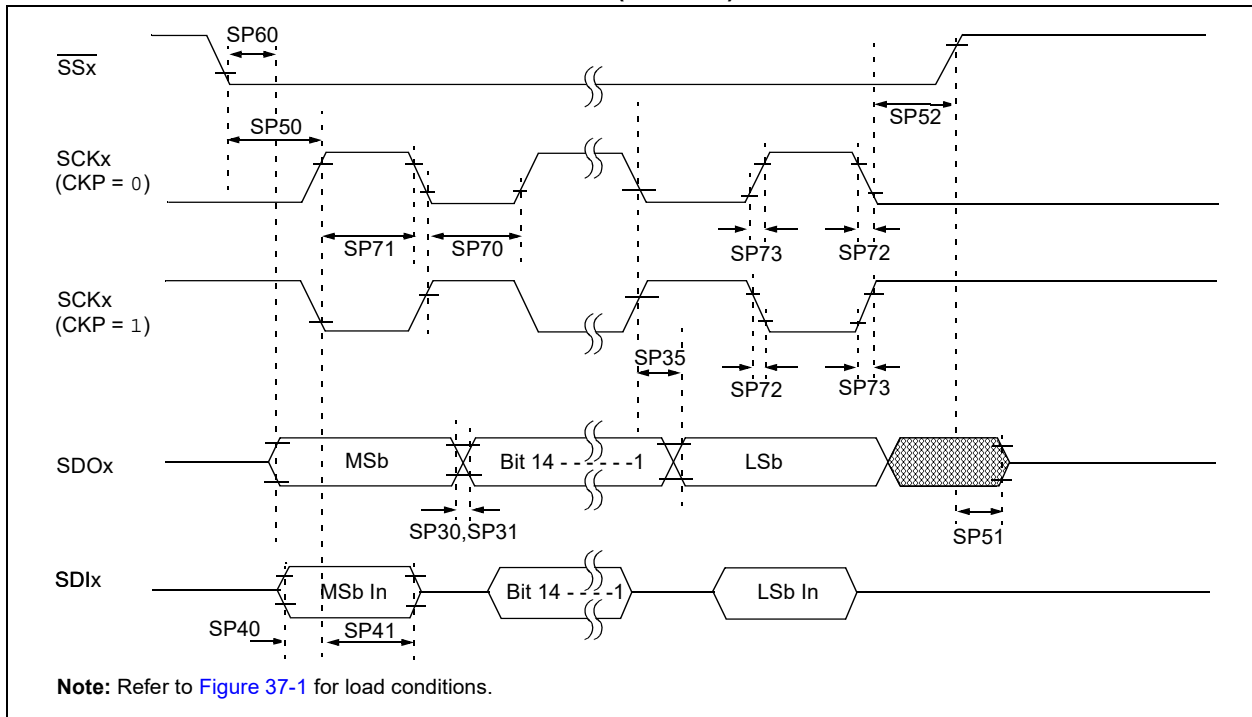 SP60
SSx
SP50
SP52
SCKx
(CKP = 0)
SP71
SP70
SP73
SP72
SCKx
(CKP = 1)
SP35
SP72
SP73
SDOx
MSb
Bit 14 - - - - - -1
LSb
SP30,SP31
SP51
SDIx
MSb In
Bit 14 - - - -1
LSb In
SP40
SP41
Note: Refer to Figure 37-1 for load conditions.